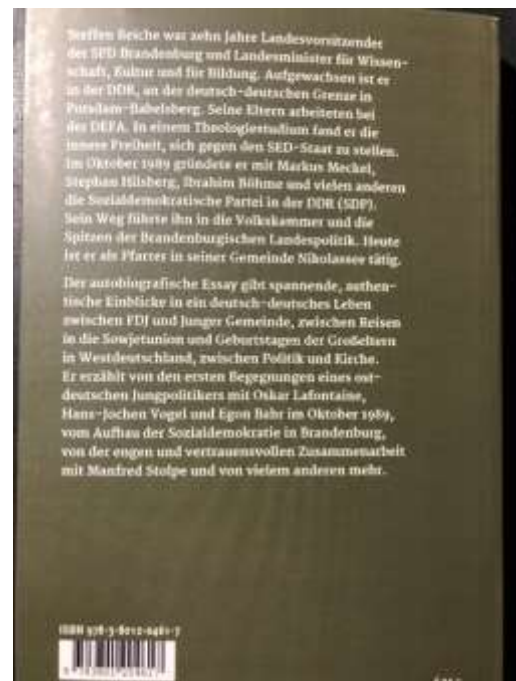 Steffen Reiche war zehn Jahre Landesvorsitzender
der SPD Brandenburg und Landesminister für Wissen-
schaft, Kultur und für Bildung. Aufgewachsen ist er
in der DDR, an der deutsch-deutschen Grenze in
Potsdam-Babelsberg. Seine Eltern arbeiteten bei
der DEFA. In einem Theologiestudium fand er die
innere Freiheit, sich gegen den SED-Staat zu stellen.
Im Oktober 1989 gründete er mit Markus Meckel,
Stephan Hilsberg, Ibrahim Böhme und vielen anderen
die Sozialdemokratische Partei in der DDR (SDP).
Sein Weg führte ihn in die Volkskammer und die
Spitzen der Brandenburgischen Landespolitik. Heute
ist er als Pfarrer in seiner Gemeinde Nikolassee tätig.
Der autobiografische Essay gibt spannende, authen-
tische Einblicke in ein deutsch-deutsches Leben
zwischen FDJ und Junger Gemeinde, zwischen Reisen
in die Sowjetunion und Geburtstagen der Großeltern
in Westdeutschland, zwischen Politik und Kirche.
Er erzählt von den ersten Begegnungen eines ost-
deutschen Jungpolitikers mit Oskar Lafontaine,
Hans-Jochen Vogel und Egon Bahr im Oktober 1989,
vom Aufbau der Sozialdemokratie in Brandenburg,
von der engen und vertrauensvollen Zusammenarbeit
mit Manfred Stolpe und von vielem anderen mehr.
ISBN 978-3-8012-0461-7